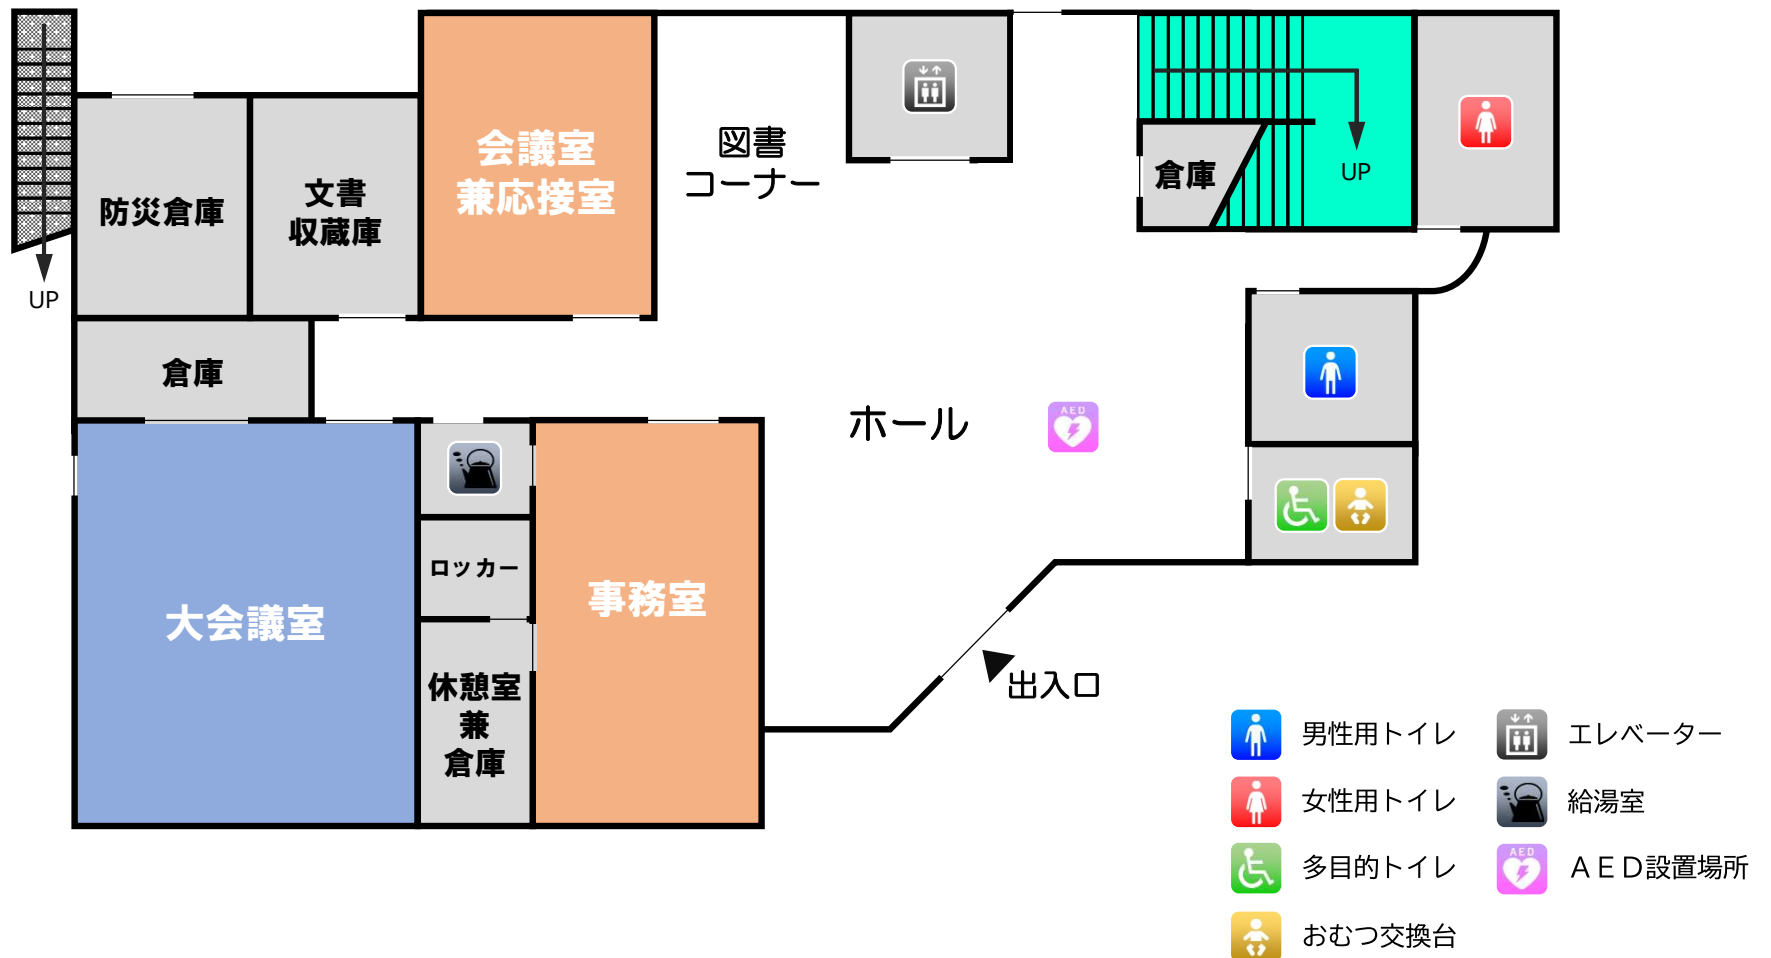 会議室
兼応接室
図書
コーナー
倉庫
UP
防災倉庫
文書
収蔵庫
UP
倉庫
ホール
AED
ロッカー
大会議室
事務室
休憩室
兼
倉庫
出入口
男性用トイレ
エレベーター
女性用トイレ
給湯室
多目的トイレ
AED
ＡＥＤ設置場所
おむつ交換台